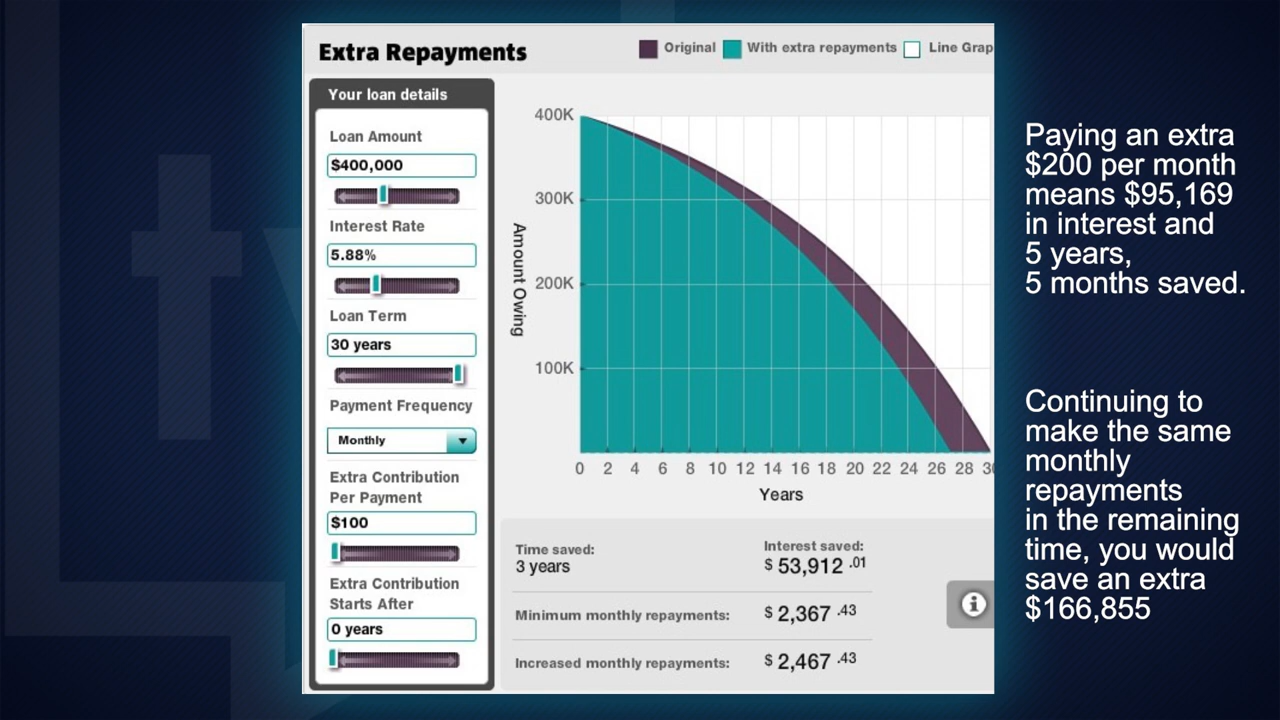 Extra Repayments
Original
With extra repayments
Line Grap
Your loan details
Loan Amount
$400,000
Interest Rate
5.88%
Loan Term
30 years
Payment Frequency
Monthly
Extra Contribution
Per Payment
$100
Extra Contribution
Starts After
0 years
400K
300K
200K
100K
Amount Owing
0 2 4 6 8 10 12 14 16 18 20 22 24 26 28 30
Years
Time saved:
3 years
Interest saved:
$ 53,912 .01
Minimum monthly repayments: $ 2,367 .43
Increased monthly repayments: $ 2,467 .43
i
Paying an extra
$200 per month
means $95,169
in interest and
5 years,
5 months saved.
Continuing to
make the same
monthly
repayments
in the remaining
time, you would
save an extra
$166,855